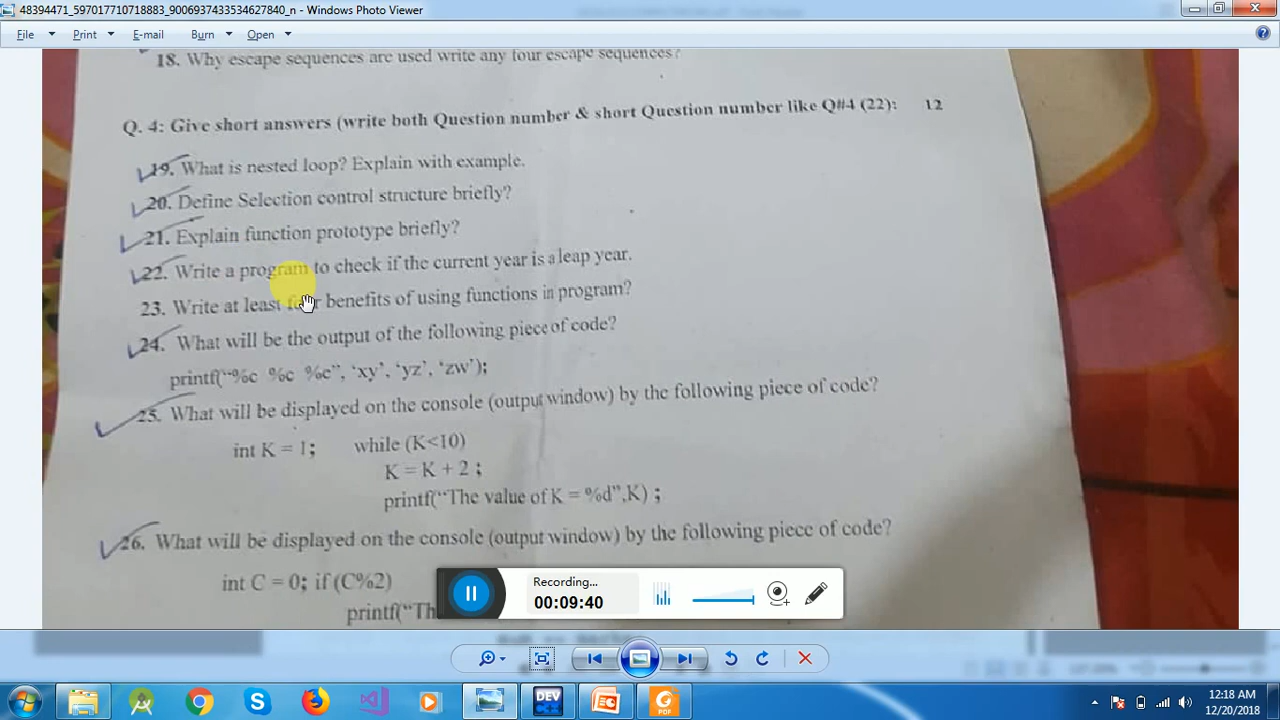 48394471_597017710718883_9006937433534627840_n - Windows Photo Viewer
File Print E-mail Burn Open
18. Why escape sequences are used write any four escape sequences?
Q. 4: Give short answers (write both Question number & short Question number like Q#4 (22): 12
19. What is nested loop? Explain with example.
20. Define Selection control structure briefly?
21. Explain function prototype briefly?
22. Write a program to check if the current year is a leap year.
23. Write at least four benefits of using functions in program?
24. What will be the output of the following piece of code?
printf("%c %c %c", 'xy', 'yz', 'zw');
25. What will be displayed on the console (output window) by the following piece of code?
int K = 1; while (K<10)
K = K + 2 ;
printf("The value of K = %d",K) ;
26. What will be displayed on the console (output window) by the following piece of code?
int C = 0; if (C%2)
printf("Th
Recording...
00:09:40
DEV
C++
PDF
12:18 AM
12/20/2018